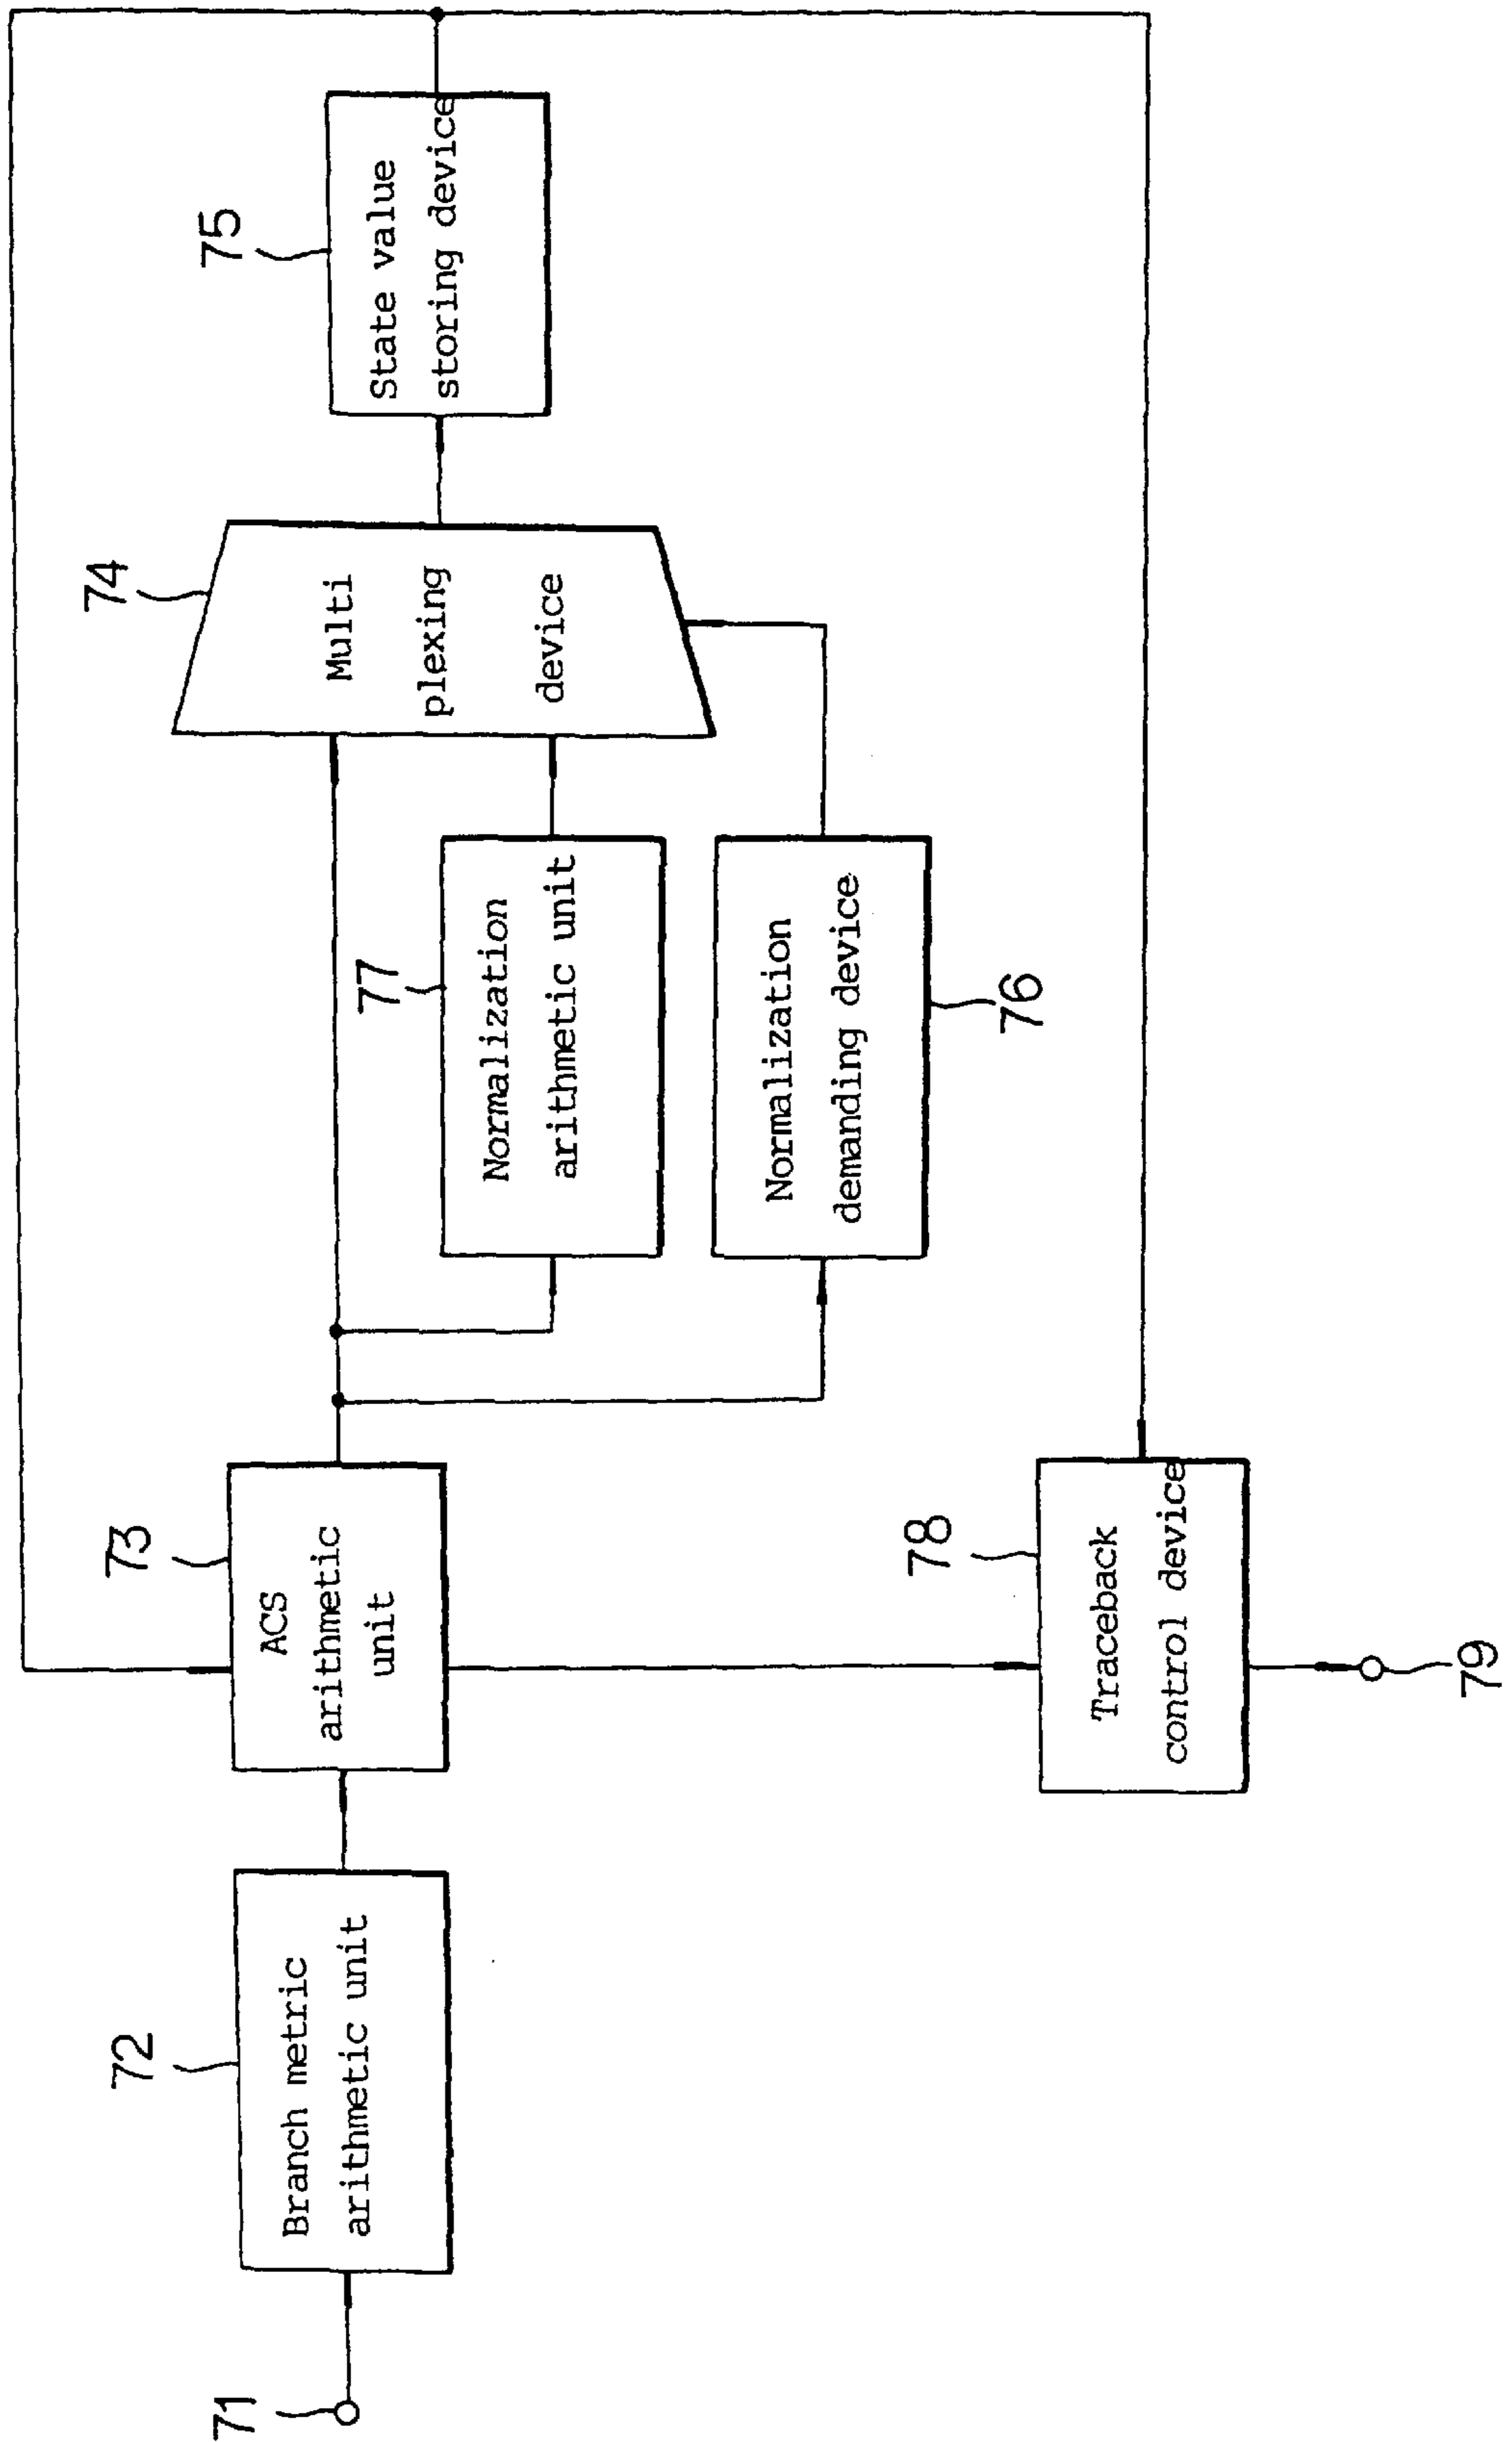 71
72
Branch metric
arithmetic unit
73
ACS
arithmetic
unit
74
Multi
plexing
device
75
State value
storing device
77
Normalization
arithmetic unit
Normalization
demanding device
76
78
Traceback
control device
79